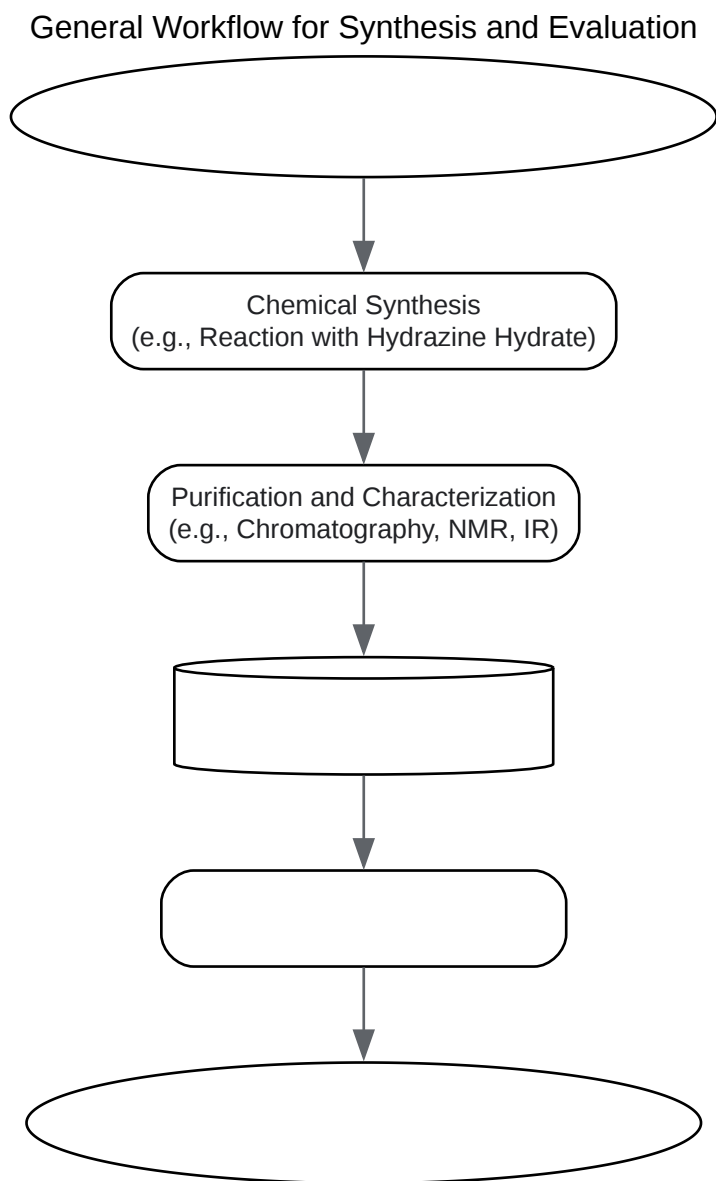 General Workflow for Synthesis and Evaluation
Chemical Synthesis
(e.g., Reaction with Hydrazine Hydrate)
Purification and Characterization
(e.g., Chromatography, NMR, IR)